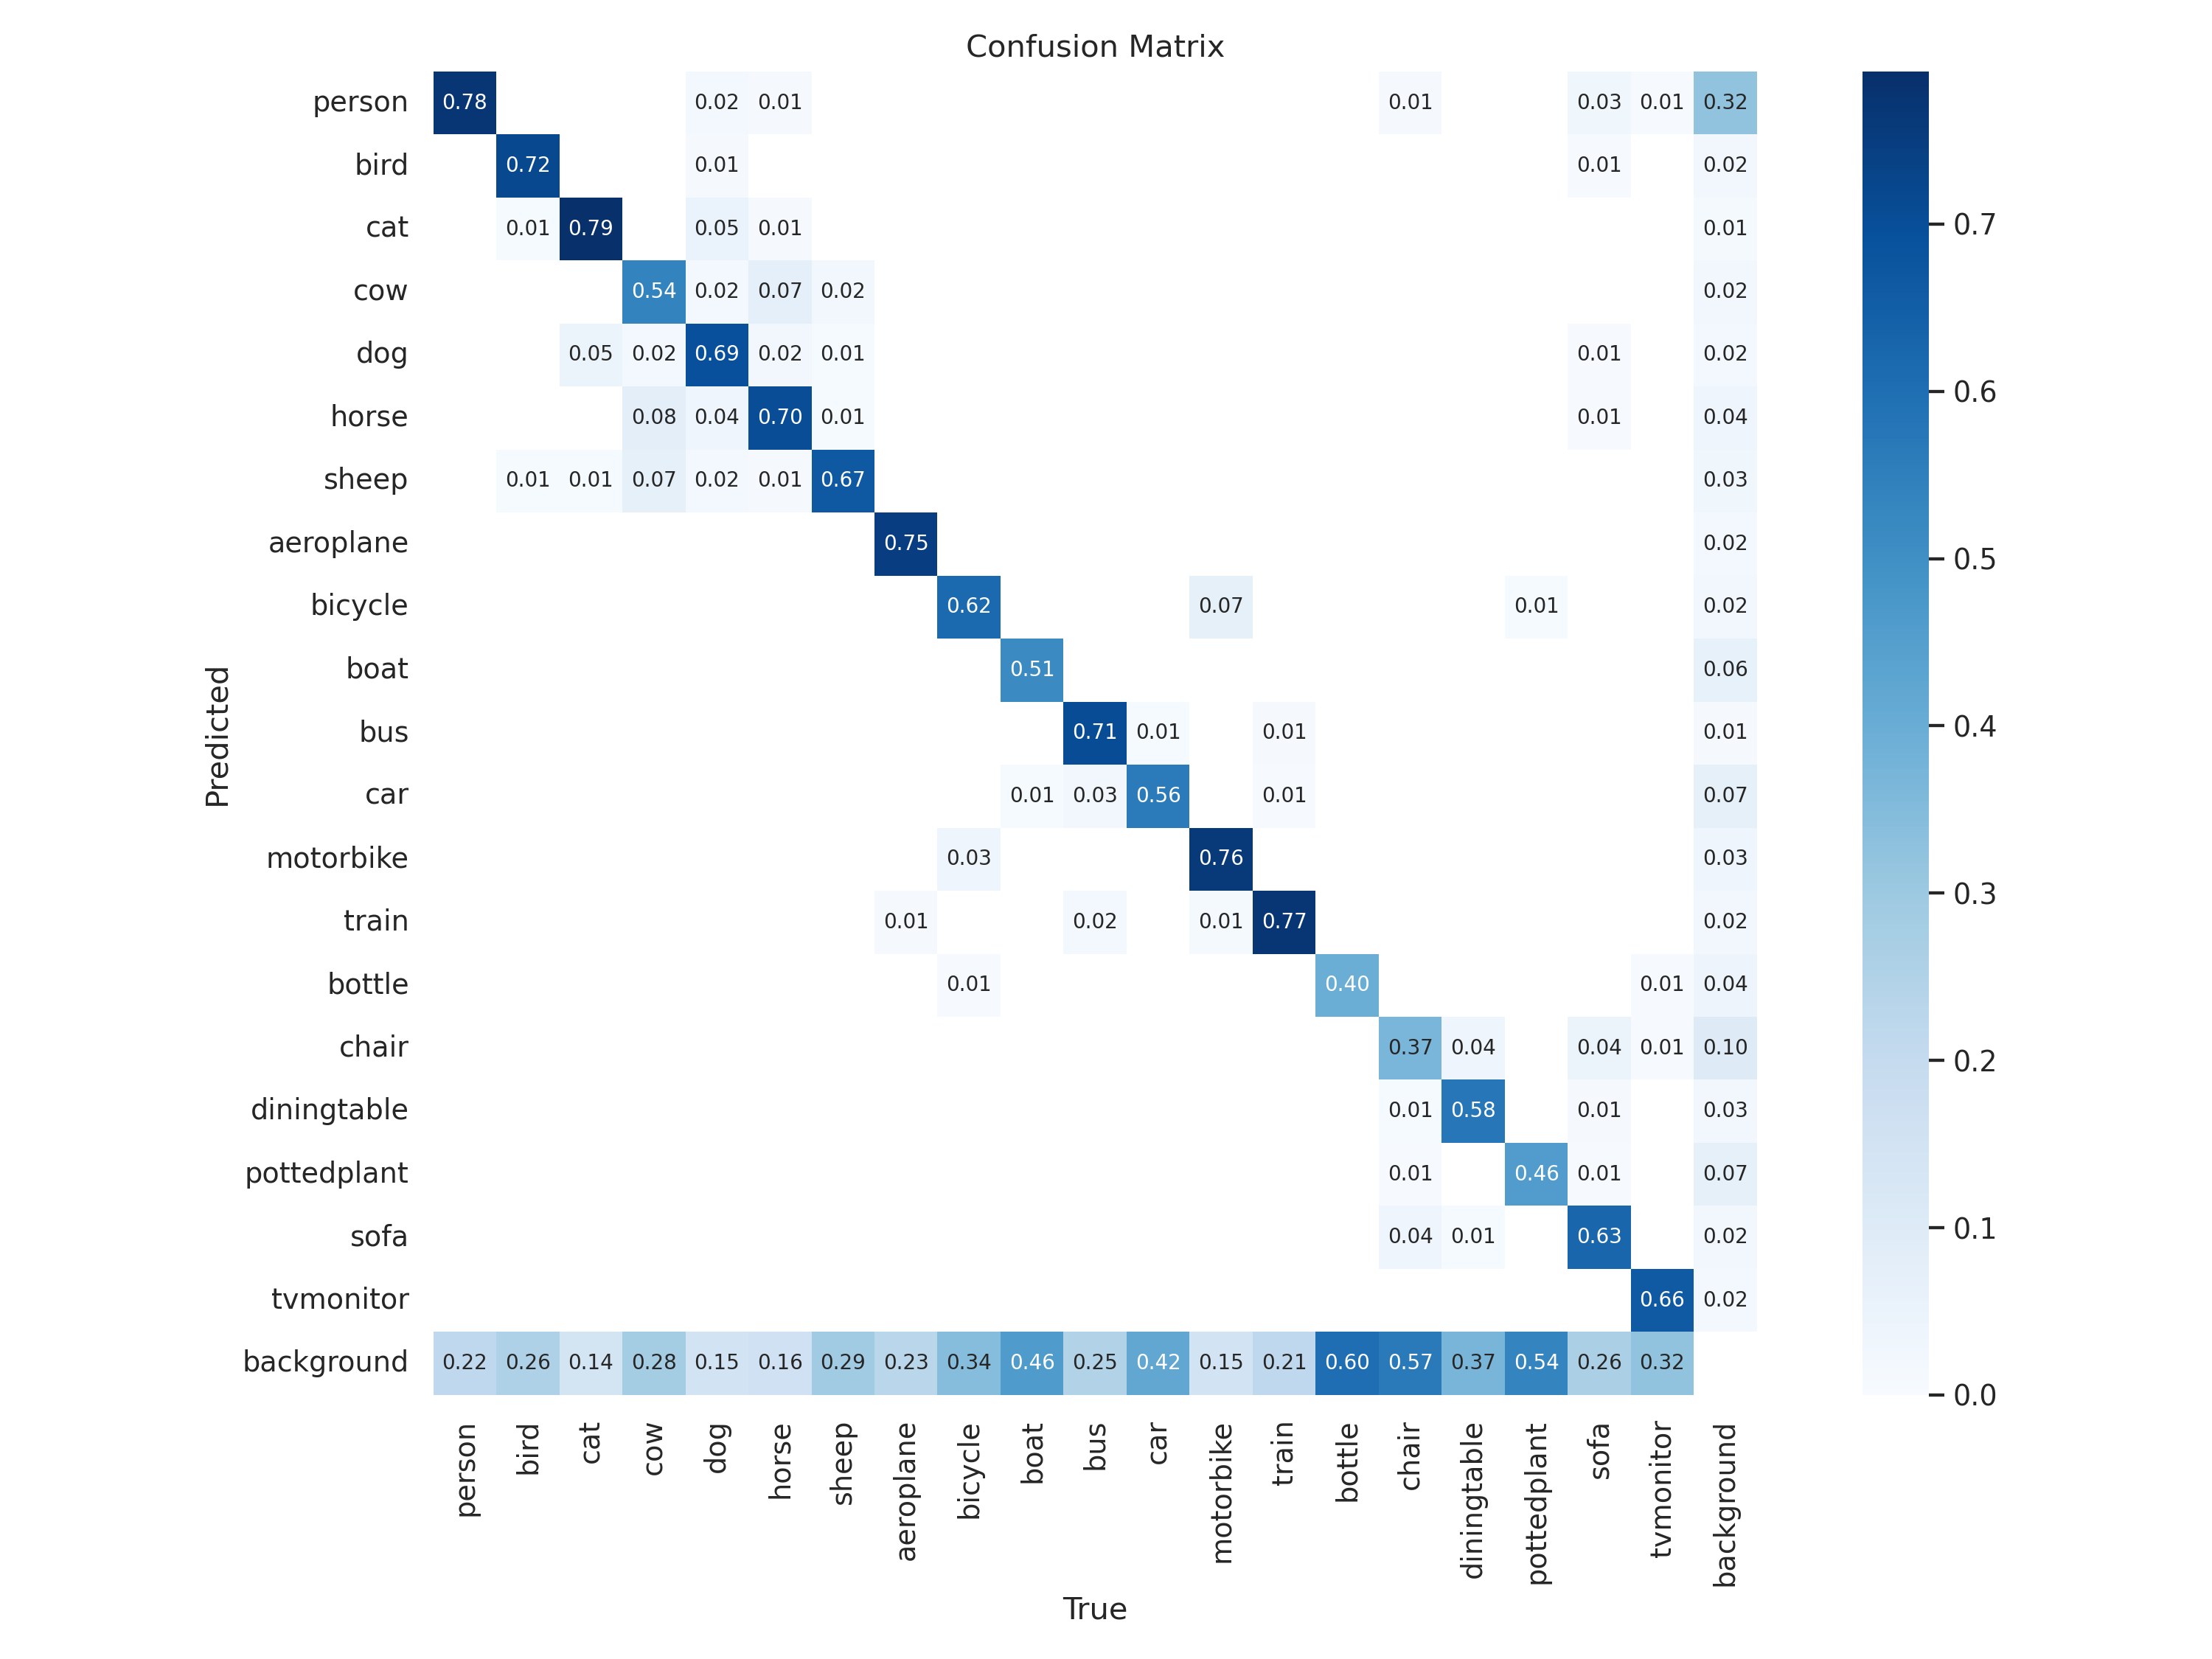 Confusion Matrix
person 0.78 0.02 0.01 0.01 0.03 0.01 0.32
bird 0.72 0.01 0.01 0.02
cat 0.01 0.79 0.05 0.01 0.01
cow 0.54 0.02 0.07 0.02 0.02
dog 0.05 0.02 0.69 0.02 0.01 0.01 0.02
horse 0.08 0.04 0.70 0.01 0.01 0.04
sheep 0.01 0.01 0.07 0.02 0.01 0.67 0.03
aeroplane 0.75 0.02
bicycle 0.62 0.07 0.01 0.02
boat 0.51 0.06
bus 0.71 0.01 0.01 0.01
car 0.01 0.03 0.56 0.01 0.07
motorbike 0.03 0.76 0.03
train 0.01 0.02 0.01 0.77 0.02
bottle 0.01 0.40 0.01 0.04
chair 0.37 0.04 0.04 0.01 0.10
diningtable 0.01 0.58 0.01 0.03
pottedplant 0.01 0.46 0.01 0.07
sofa 0.04 0.01 0.63 0.02
tvmonitor 0.66 0.02
background 0.22 0.26 0.14 0.28 0.15 0.16 0.29 0.23 0.34 0.46 0.25 0.42 0.15 0.21 0.60 0.57 0.37 0.54 0.26 0.32
person bird cat cow dog horse sheep aeroplane bicycle boat bus car motorbike train bottle chair diningtable pottedplant sofa tvmonitor background
True
Predicted
0.7
0.6
0.5
0.4
0.3
0.2
0.1
0.0